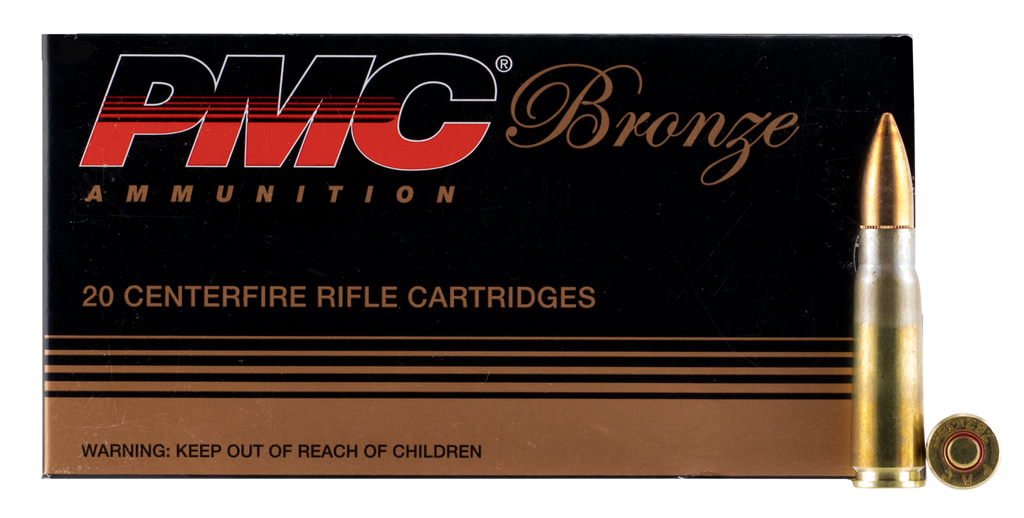 PMC® Bronze
AMMUNITION
20 CENTERFIRE RIFLE CARTRIDGES
WARNING: KEEP OUT OF REACH OF CHILDREN